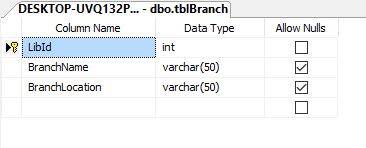 DESKTOP-UVQ132P... - dbo.tblBranch
Column Name Data Type Allow Nulls
LibId int
BranchName varchar(50)
BranchLocation varchar(50)